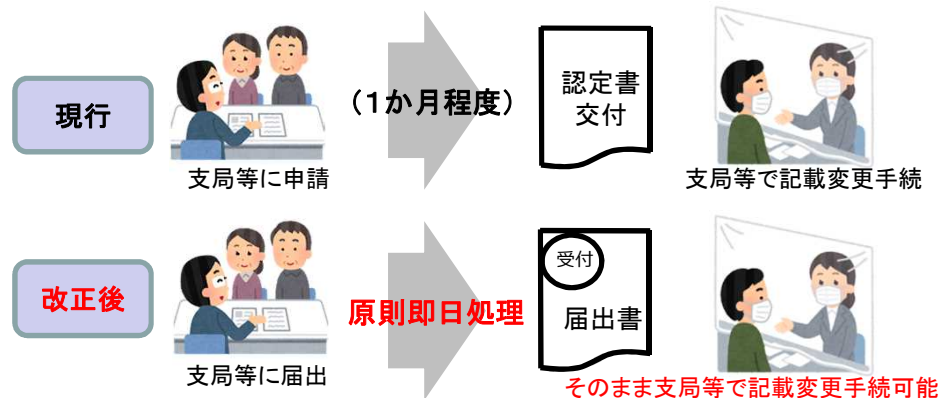 現行
支局等に申請
（１か月程度）
認定書
交付
支局等で記載変更手続
改正後
支局等に届出
原則即日処理
受付
届出書
そのまま支局等で記載変更手続可能